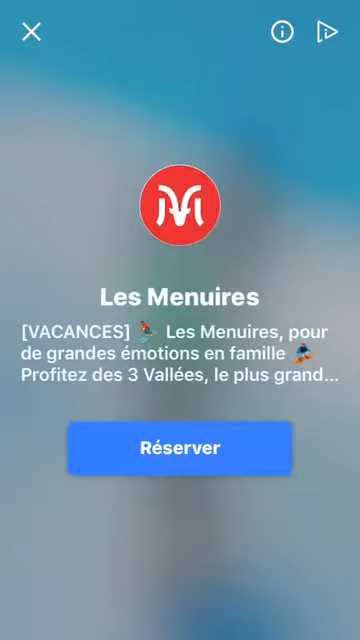 Les Menuires
[VACANCES] ⛷️ Les Menuires, pour
de grandes émotions en famille 🏂
Profitez des 3 Vallées, le plus grand...
Réserver